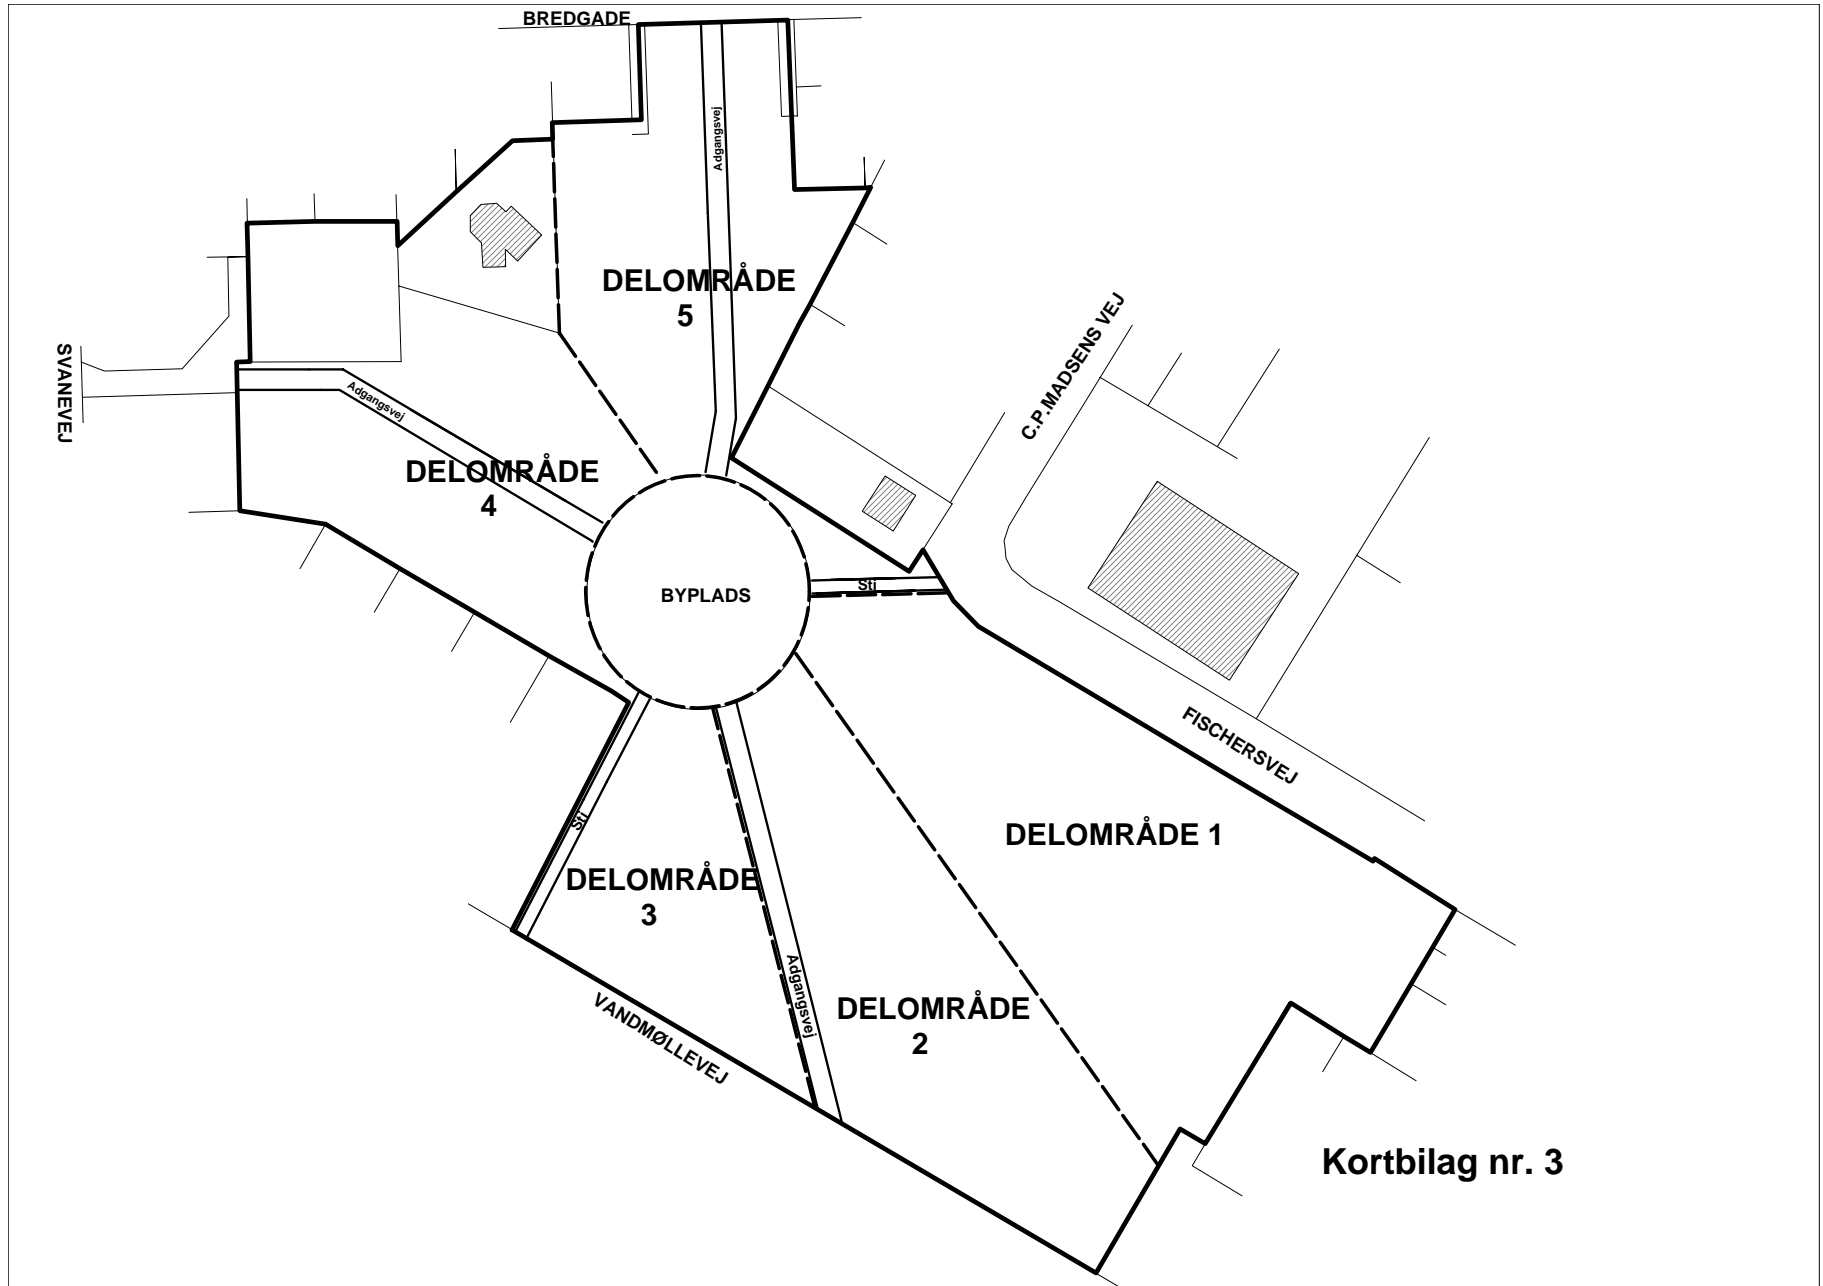 BREDGADE
Adgangsvej
DELOMRÅDE
5
SVANEVEJ
Adgangsvej
DELOMRÅDE
4
C.P.MADSENS VEJ
BYPLADS
Sti
FISCHERSVEJ
DELOMRÅDE 1
Sti
DELOMRÅDE
3
Adgangsvej
DELOMRÅDE
2
VANDMØLLEVEJ
Kortbilag nr. 3